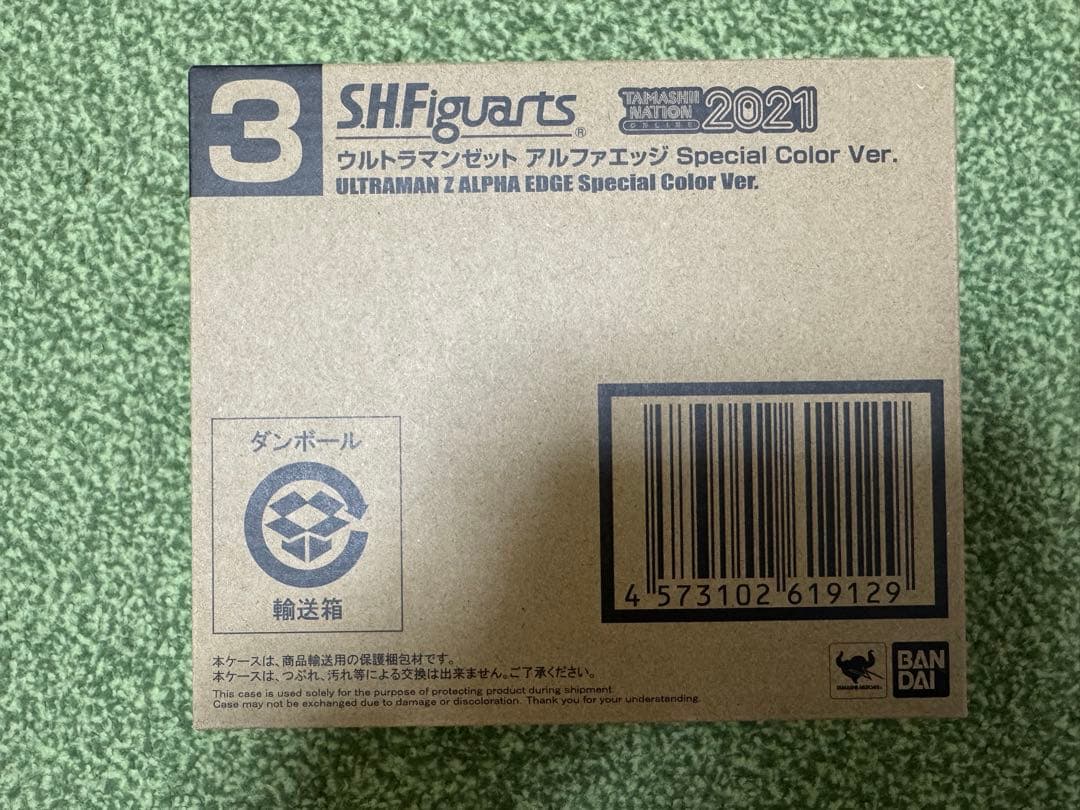 3
S.H.Figuarts®
TAMASHII
NATION
ONLINE
2021
ウルトラマンゼット アルファエッジ Special Color Ver.
ULTRAMAN Z ALPHA EDGE Special Color Ver.
ダンボール
輸送箱
4 573102 619129
本ケースは、商品輸送用の保護梱包材です。
本ケースは、つぶれ、汚れ等による交換は出来ません。ご了承ください。
This case is used solely for the purpose of protecting product during shipment.
Case may not be exchanged due to damage or discoloration. Thank you for your understanding.
TAMASHII NATIONS
BAN
DAI